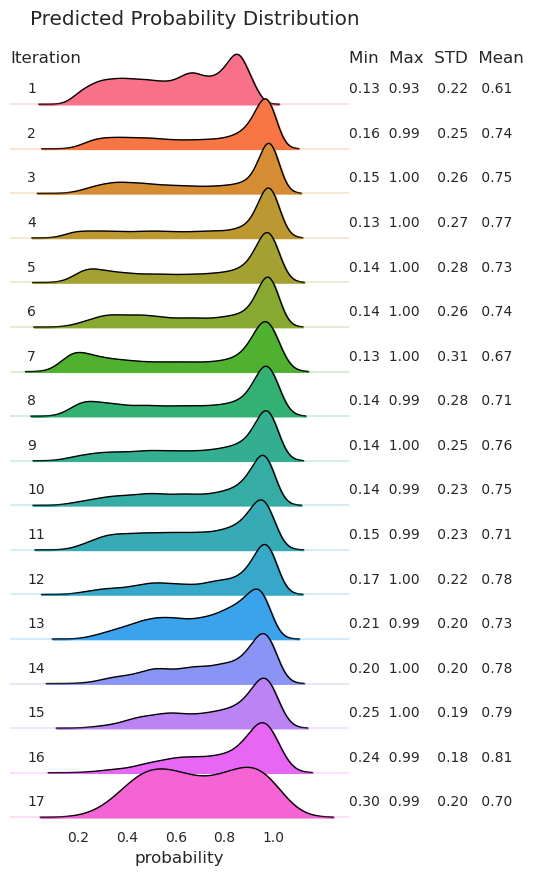 Predicted Probability Distribution
Iteration Min Max STD Mean
1 0.13 0.93 0.22 0.61
2 0.16 0.99 0.25 0.74
3 0.15 1.00 0.26 0.75
4 0.13 1.00 0.27 0.77
5 0.14 1.00 0.28 0.73
6 0.14 1.00 0.26 0.74
7 0.13 1.00 0.31 0.67
8 0.14 0.99 0.28 0.71
9 0.14 1.00 0.25 0.76
10 0.14 0.99 0.23 0.75
11 0.15 0.99 0.23 0.71
12 0.17 1.00 0.22 0.78
13 0.21 0.99 0.20 0.73
14 0.20 1.00 0.20 0.78
15 0.25 1.00 0.19 0.79
16 0.24 0.99 0.18 0.81
17 0.30 0.99 0.20 0.70
0.2 0.4 0.6 0.8 1.0
probability